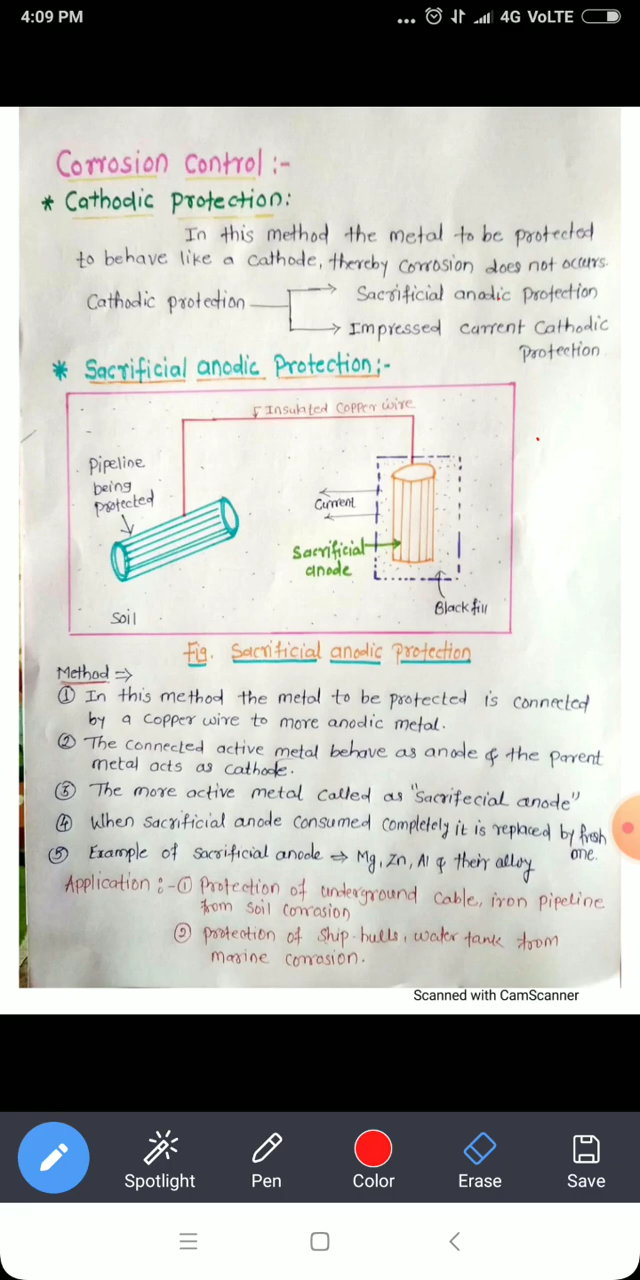 4:09 PM
... 4G VoLTE
Corrosion Control :-
* Cathodic Protection:
In this method the metal to be protected
to behave like a cathode, thereby corrosion does not occurs.
Cathodic protection
Sacrificial anodic Protection
Impressed current Cathodic
Protection
* Sacrificial anodic Protection :-
Insulated copper wire
Pipeline
being
protected
Current
Sacrificial
anode
Soil
Blackfill
Fig. Sacrificial anodic Protection
Method ⇒
① In this method the metal to be protected is connected
by a copper wire to more anodic metal.
② The connected active metal behave as anode & the parent
metal acts as cathode.
③ The more active metal called as "Sacrifecial anode"
④ When sacrificial anode consumed completely it is replaced by fresh
one.
⑤ Example of sacrificial anode ⇒ Mg, Zn, Al & their alloy
Application :- ① Protection of underground cable, iron pipeline
from soil corrosion
② protection of ship-hulls, water tank from
marine corrosion.
Scanned with CamScanner
Spotlight
Pen
Color
Erase
Save